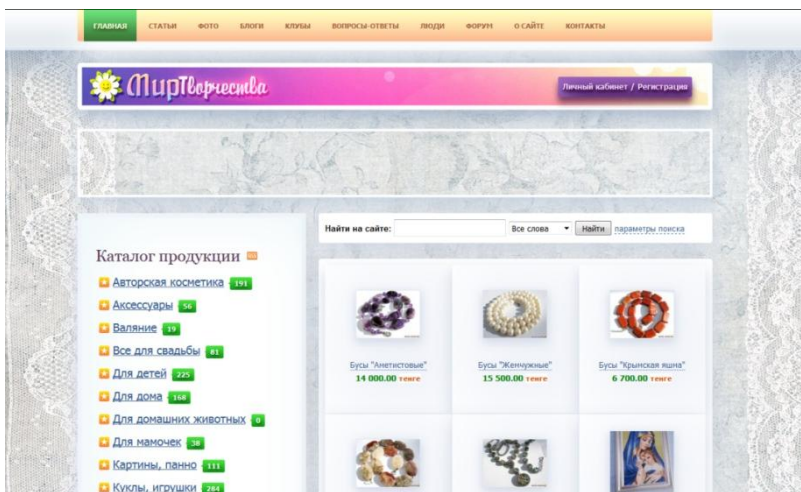 ГЛАВНАЯ СТАТЬИ ФОТО БЛОГИ КЛУБЫ ВОПРОСЫ-ОТВЕТЫ ЛЮДИ ФОРУМ О САЙТЕ КОНТАКТЫ
МирТворчества
Личный кабинет / Регистрация
Найти на сайте: Все слова Найти параметры поиска
Каталог продукции
Авторская косметика 191
Аксессуары 56
Валяние 19
Все для свадьбы 81
Для детей 225
Для дома 168
Для домашних животных 0
Для мамочек 38
Картины, панно 111
Куклы, игрушки 284
Бусы "Аметистовые"
14 000.00 тенге
Бусы "Женчужные"
15 500.00 тенге
Бусы "Крымская яшма"
6 700.00 тенге